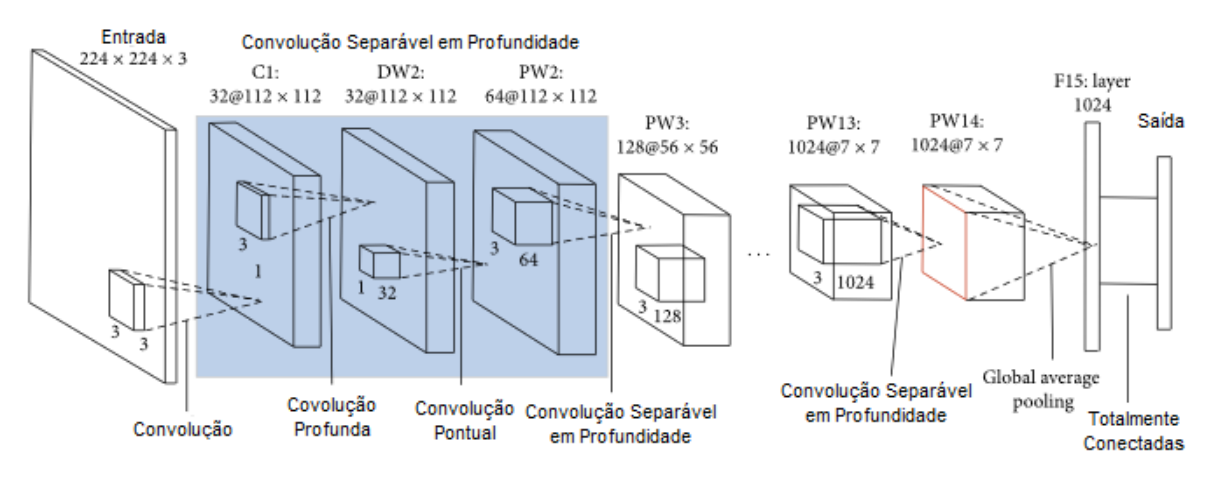 Entrada
224 × 224 × 3
Convolução Separável em Profundidade
C1:
32@112 × 112
DW2:
32@112 × 112
PW2:
64@112 × 112
PW3:
128@56 × 56
PW13:
1024@7 × 7
PW14:
1024@7 × 7
F15: layer
1024
Saída
3
3
3
1
1
32
3
64
3
128
...
3
1024
Convolução
Covolução
Profunda
Convolução
Pontual
Convolução Separável
em Profundidade
Convolução Separável
em Profundidade
Global average
pooling
Totalmente
Conectadas